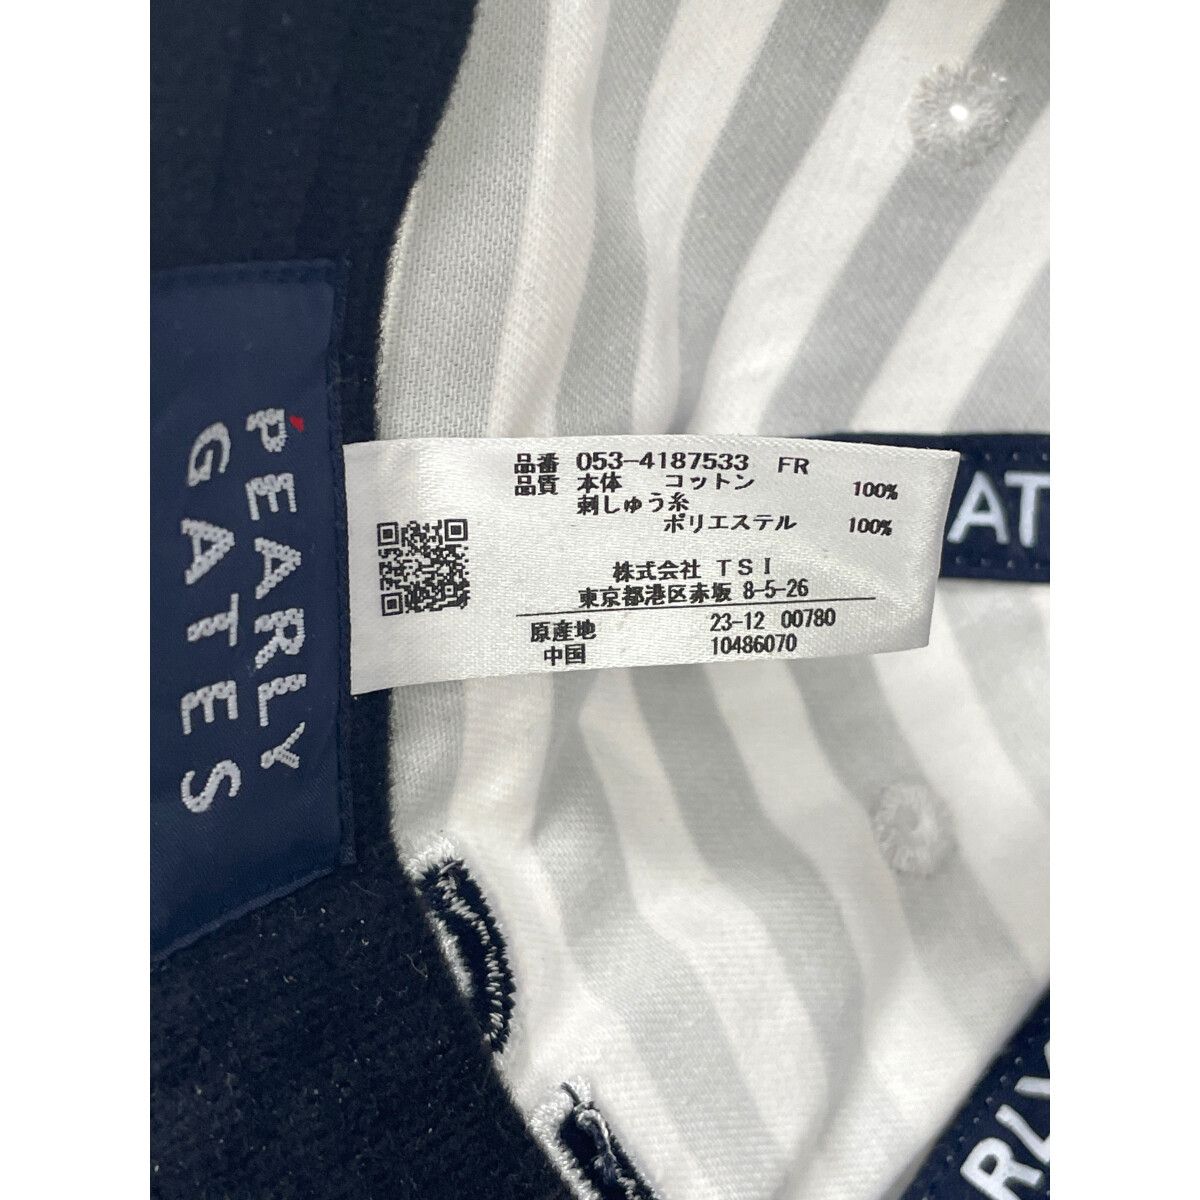 PEARLY
GATES
品番 053-4187533 FR
品質 本体 コットン 100%
刺しゅう糸
ポリエステル 100%
株式会社 TSI
東京都港区赤坂 8-5-26
原産地 23-12 00780
中国 10486070
AT
RLY